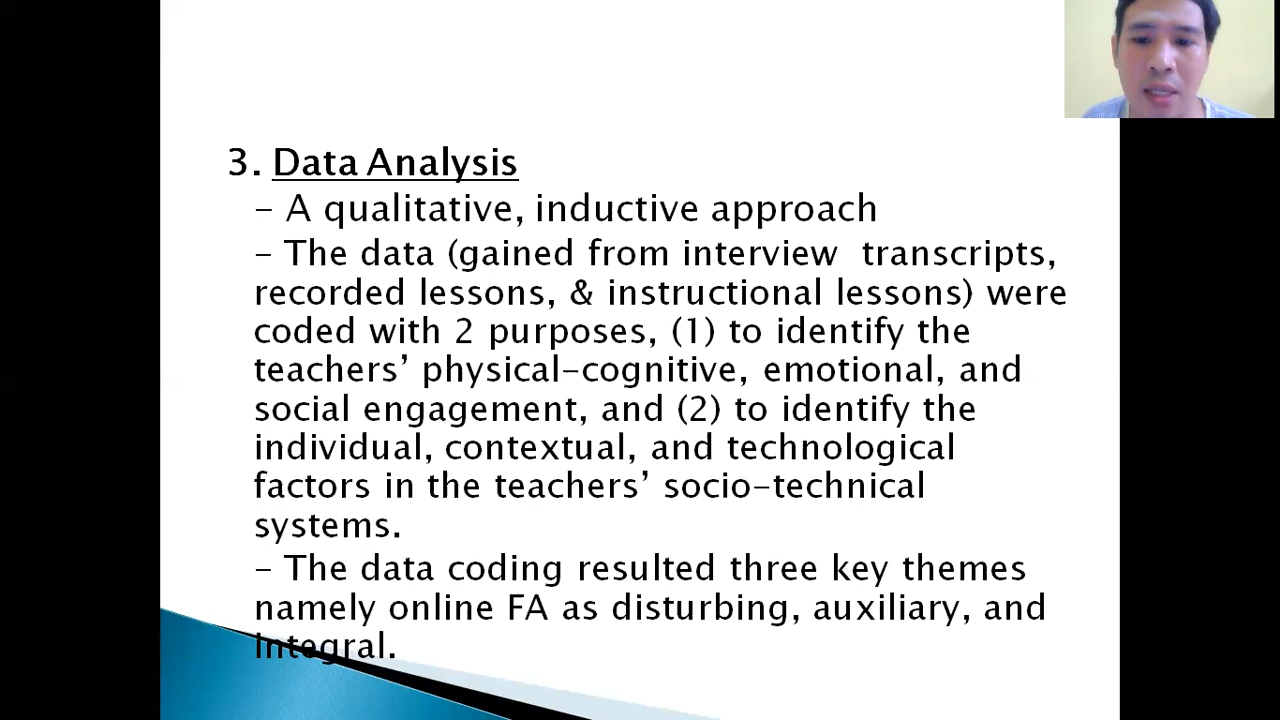 3. Data Analysis
– A qualitative, inductive approach
– The data (gained from interview transcripts,
recorded lessons, & instructional lessons) were
coded with 2 purposes, (1) to identify the
teachers’ physical-cognitive, emotional, and
social engagement, and (2) to identify the
individual, contextual, and technological
factors in the teachers’ socio-technical
systems.
– The data coding resulted three key themes
namely online FA as disturbing, auxiliary, and
integral.